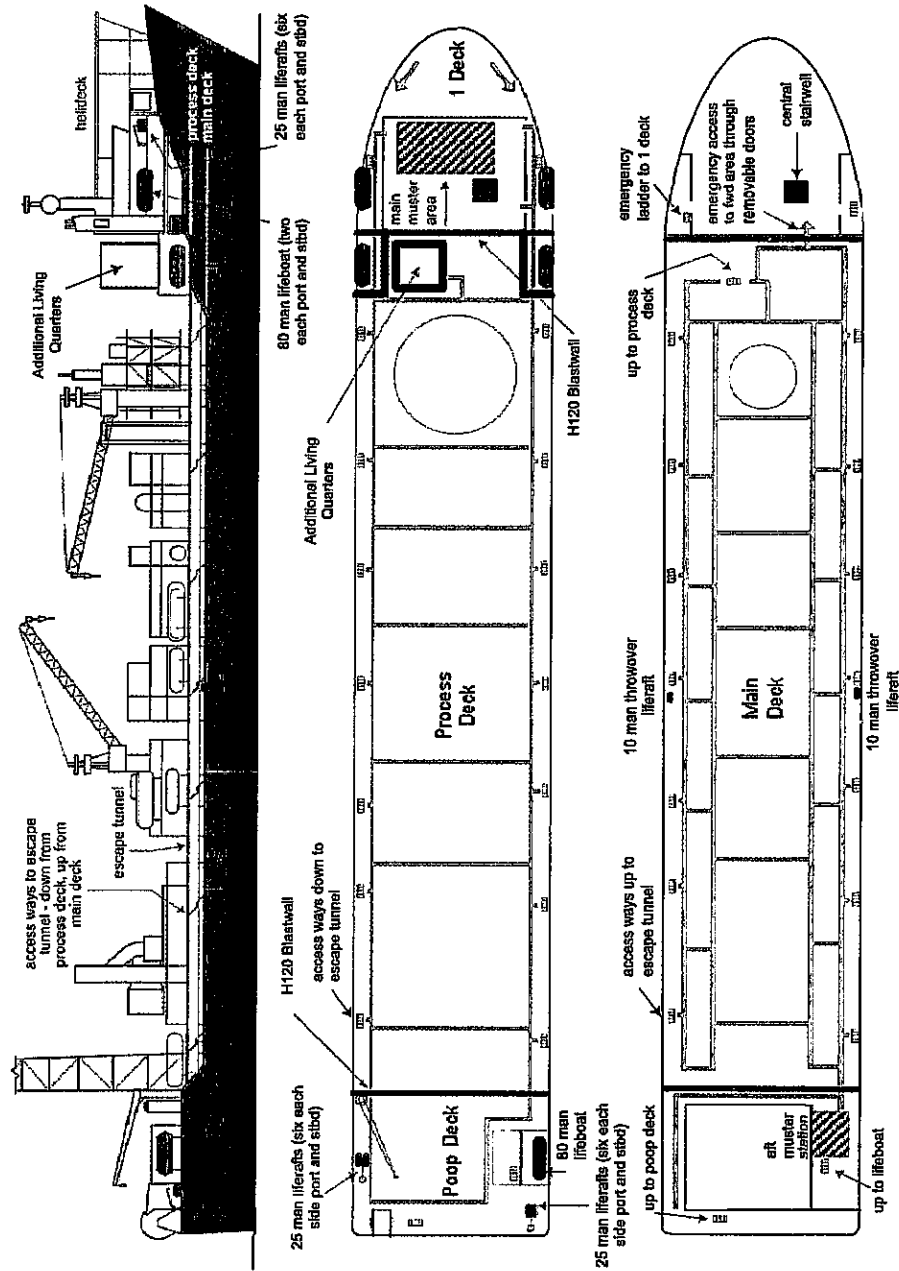 access ways to escape
tunnel - down from
process deck, up from
main deck
escape tunnel
Additional Living
Quarters
helideck
process deck
main deck
25 man liferafts (six
each port and stbd)
80 man lifeboat (two
each port and stbd)
25 man liferafts (six each
side port and stbd)
H120 Blastwall
access ways down to
escape tunnel
Poop Deck
80 man
lifeboat
25 man liferafts (six each
side port and stbd)
Process
Deck
Additional Living
Quarters
H120 Blastwall
main
muster
area
1 Deck
up to poop deck
aft
muster
station
up to lifeboat
access ways up to
escape tunnel
10 man throwover
liferaft
Main
Deck
10 man throwover
liferaft
up to process
deck
emergency
ladder to 1 deck
emergency access
to fwd area through
removable doors
central
stairwell